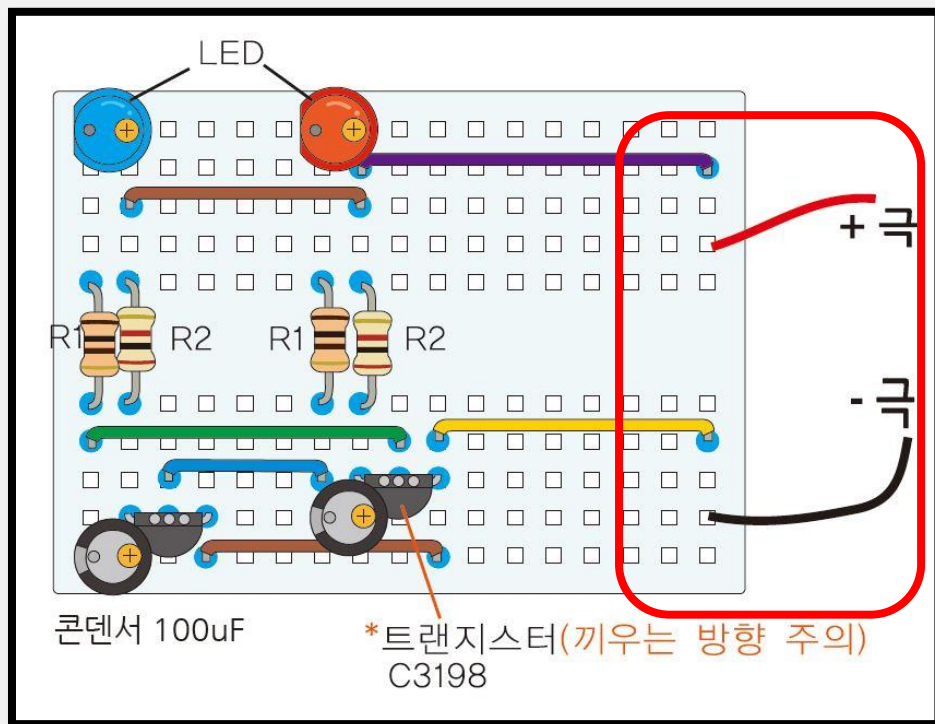 LED
+ 극
R1
R2
R1
R2
- 극
콘덴서 100uF
*트랜지스터(끼우는 방향 주의)
C3198